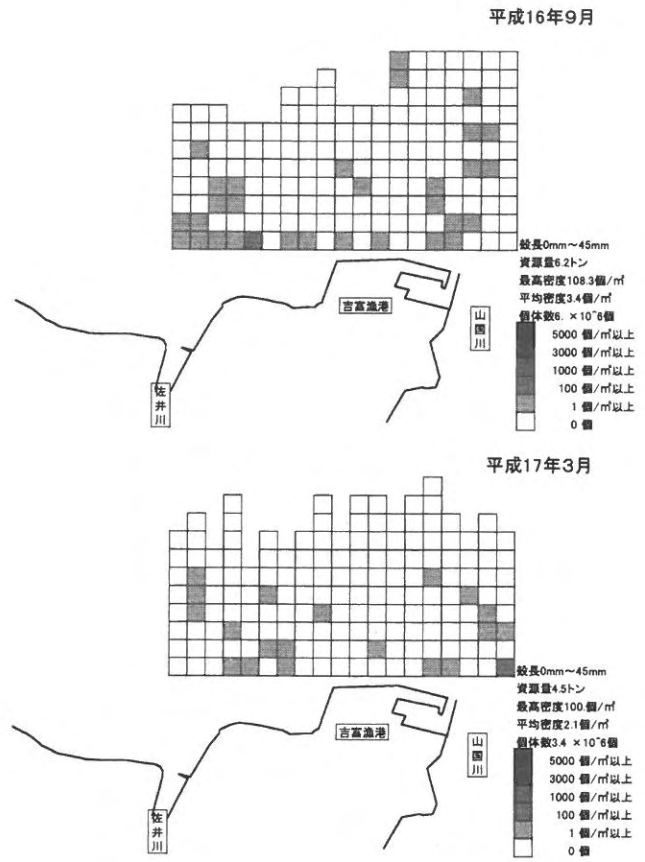 平成16年9月
殻長0mm～45mm
資源量6.2トン
最高密度108.3個/㎡
平均密度3.4個/㎡
個体数6. ×10^6個
5000 個/㎡以上
3000 個/㎡以上
1000 個/㎡以上
100 個/㎡以上
1 個/㎡以上
0 個
吉富漁港
山国川
佐井川
平成17年3月
殻長0mm～45mm
資源量4.5トン
最高密度100.個/㎡
平均密度2.1個/㎡
個体数3.4 ×10^6個
5000 個/㎡以上
3000 個/㎡以上
1000 個/㎡以上
100 個/㎡以上
1 個/㎡以上
0 個
吉富漁港
山国川
佐井川